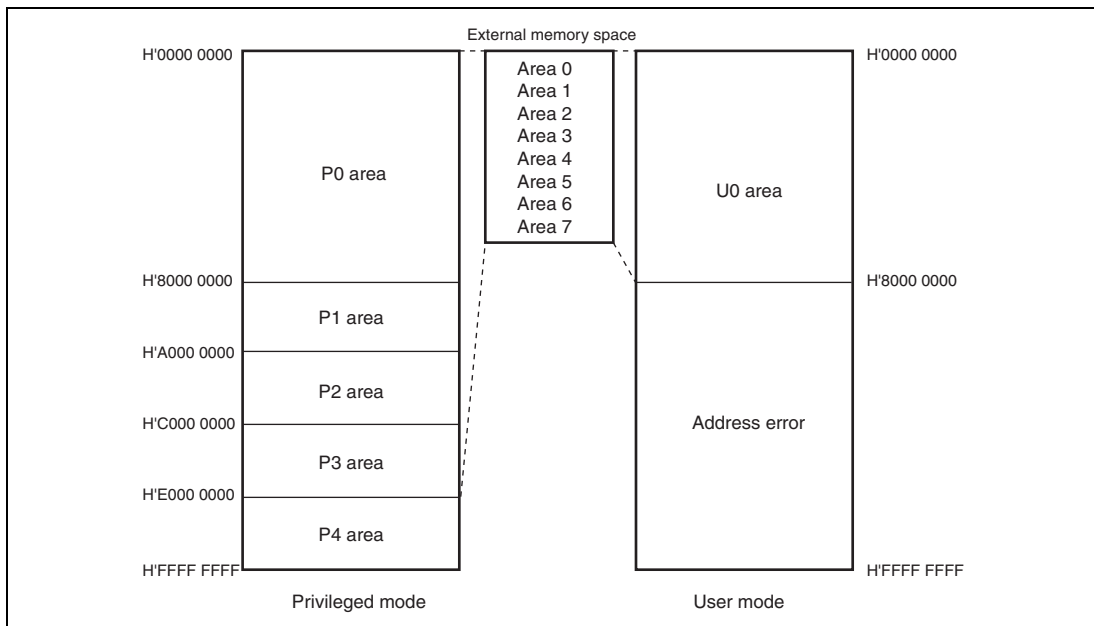 External memory space
H'0000 0000
Area 0
H'0000 0000
Area 1
Area 2
Area 3
Area 4
P0 area
Area 5
U0 area
Area 6
Area 7
H'8000 0000
H'8000 0000
P1 area
H'A000 0000
P2 area
Address error
H'C000 0000
P3 area
H'E000 0000
P4 area
H'FFFF FFFF
H'FFFF FFFF
Privileged mode
User mode